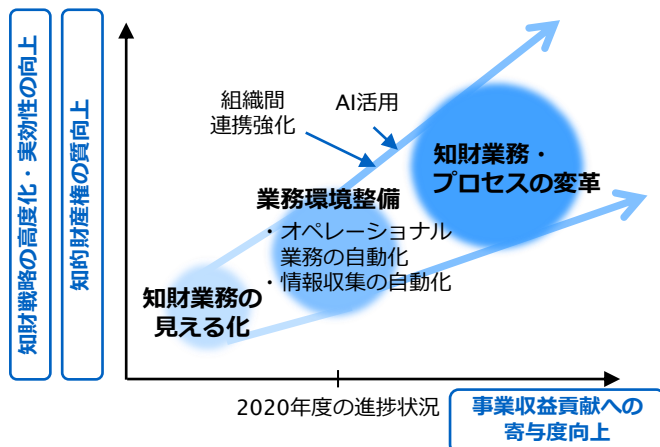 知財戦略の高度化・実効性の向上
知的財産権の質向上
組織間
連携強化
AI活用
知財業務・
プロセスの変革
業務環境整備
・オペレーショナル
業務の自動化
・情報収集の自動化
知財業務の
見える化
2020年度の進捗状況
事業収益貢献への
寄与度向上